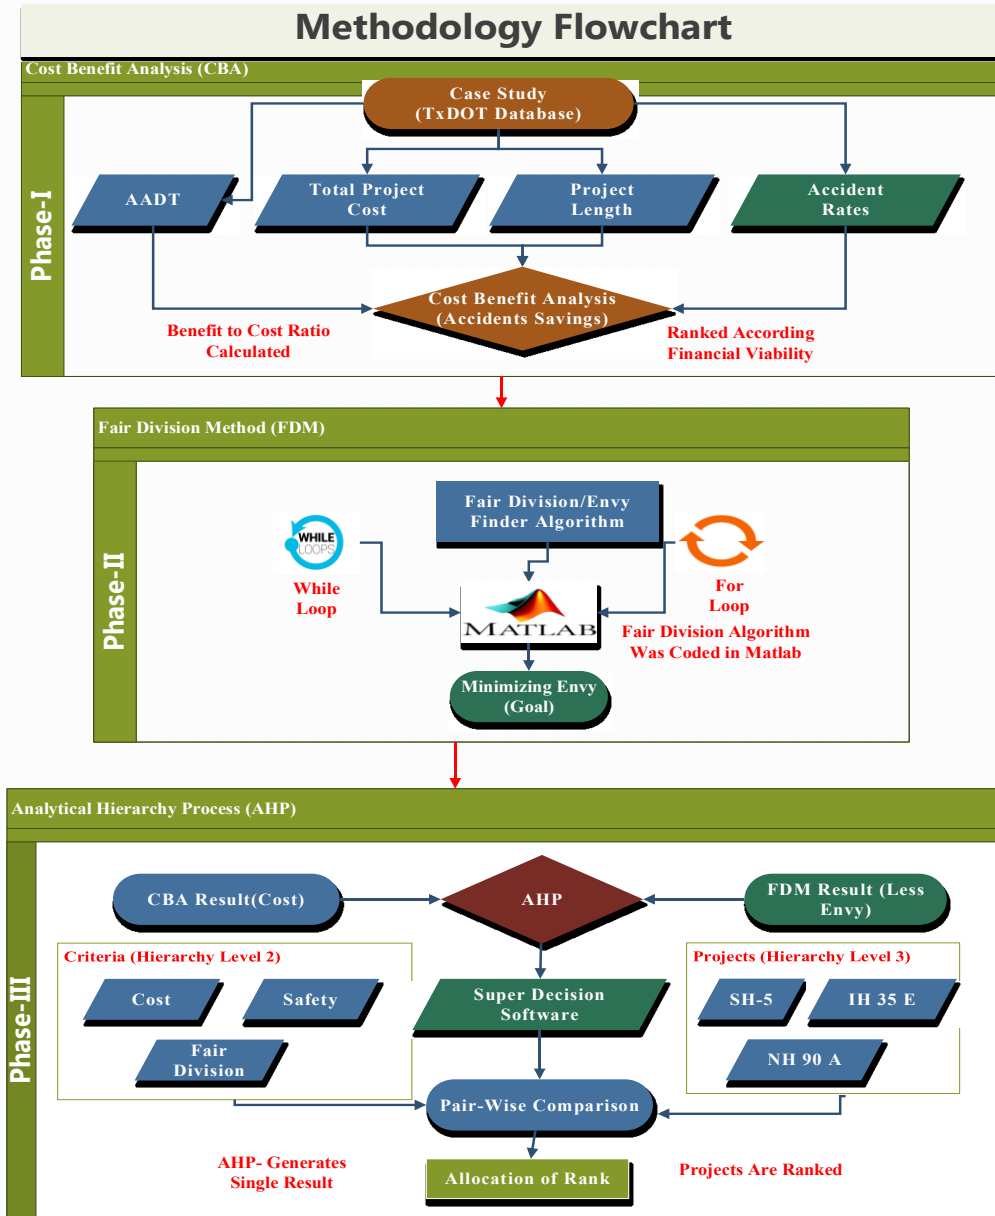 Methodology Flowchart
Cost Benefit Analysis (CBA)
Phase-I
Case Study
(TxDOT Database)
AADT
Total Project
Cost
Project
Length
Accident
Rates
Cost Benefit Analysis
(Accidents Savings)
Benefit to Cost Ratio
Calculated
Ranked According
Financial Viability
Fair Division Method (FDM)
Phase-II
Fair Division/Envy
Finder Algorithm
WHILE
LOOPS
While
Loop
For
Loop
MATLAB
Fair Division Algorithm
Was Coded in Matlab
Minimizing Envy
(Goal)
Analytical Hierarchy Process (AHP)
Phase-III
CBA Result(Cost)
AHP
FDM Result (Less
Envy)
Criteria (Hierarchy Level 2)
Cost
Safety
Fair
Division
Super Decision
Software
Projects (Hierarchy Level 3)
SH-5
IH 35 E
NH 90 A
Pair-Wise Comparison
AHP- Generates
Single Result
Allocation of Rank
Projects Are Ranked